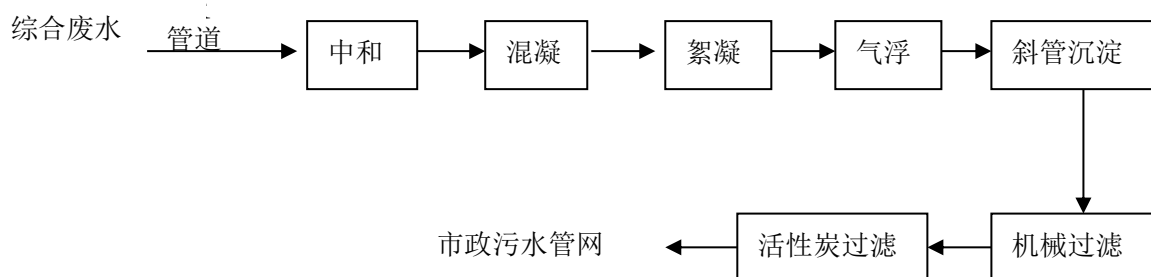 综合废水
管道
中和
混凝
絮凝
气浮
斜管沉淀
机械过滤
活性炭过滤
市政污水管网